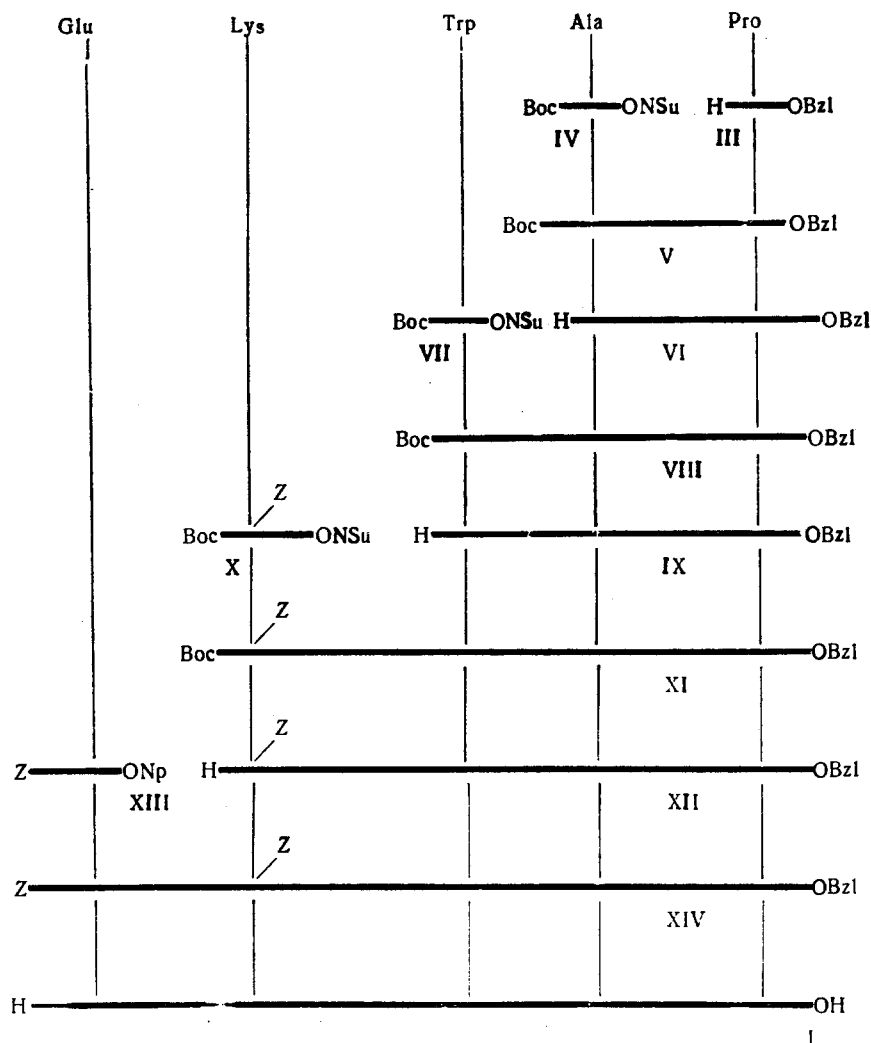 Glu Lys Trp Ala Pro
Boc ONSu H OBzl
IV III
Boc OBzl
V
Boc ONSu H OBzl
VII VI
Boc OBzl
VIII
Z
Boc ONSu H OBzl
X IX
Z
Boc OBzl
XI
Z
Z ONp H OBzl
XIII XII
Z
Z OBzl
XIV
H OH
I